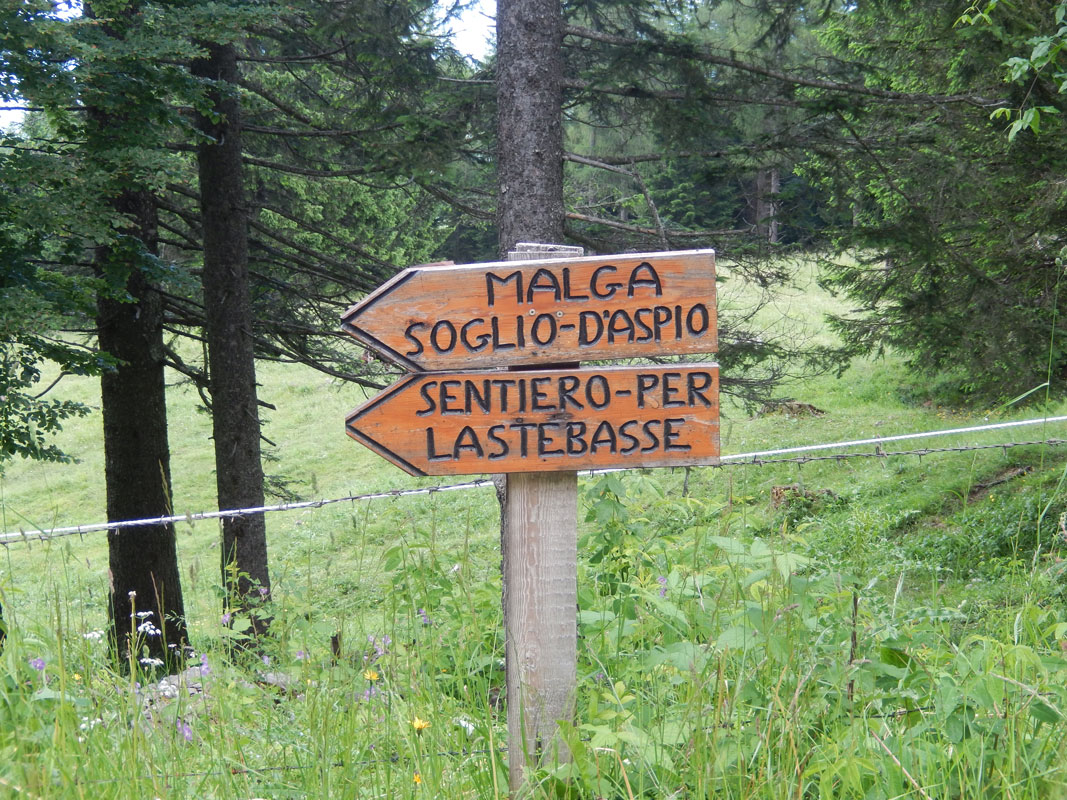 MALGA
SOGLIO-D'ASPIO
SENTIERO-PER
LASTEBASSE